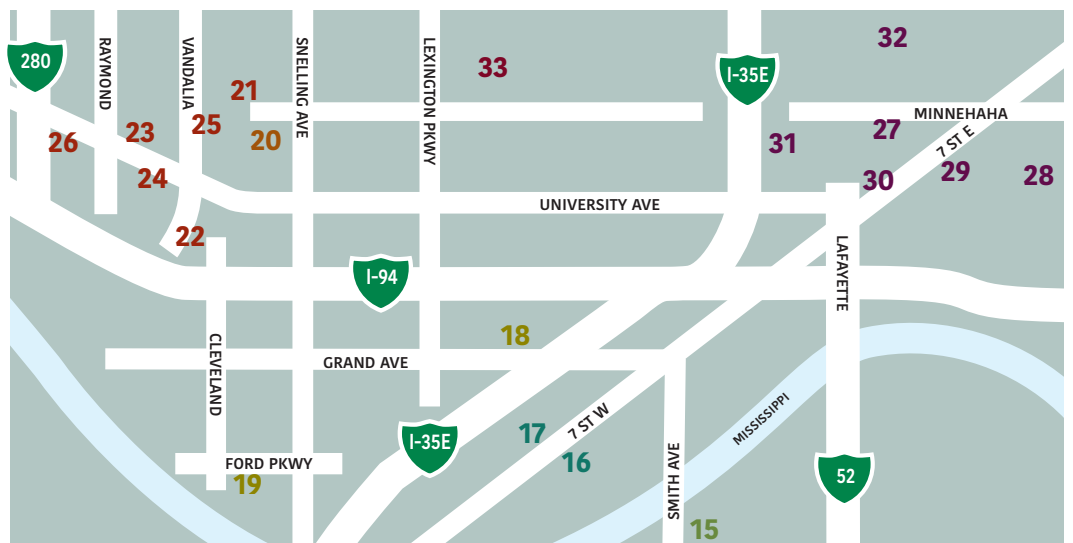 280
RAYMOND
VANDALIA
SNELLING AVE
LEXINGTON PKWY
33
I-35E
32
21
25
20
23
26
24
22
MINNEHAHA
27
31
7 ST E
29
28
30
UNIVERSITY AVE
LAFAYETTE
I-94
18
CLEVELAND
GRAND AVE
I-35E
17
7 ST W
16
MISSISSIPPI
FORD PKWY
19
SMITH AVE
52
15